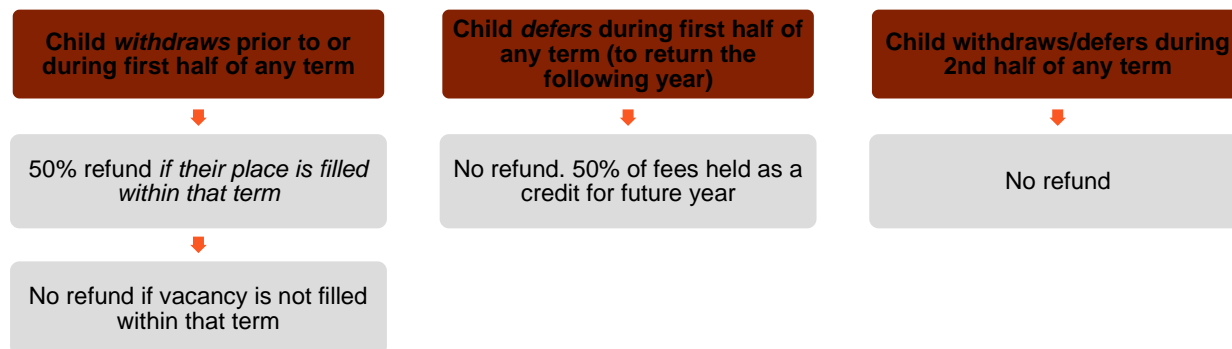 Child withdraws prior to or
during first half of any term
50% refund if their place is filled
within that term
No refund if vacancy is not filled
within that term
Child defers during first half of
any term (to return the
following year)
No refund. 50% of fees held as a
credit for future year
Child withdraws/defers during
2nd half of any term
No refund